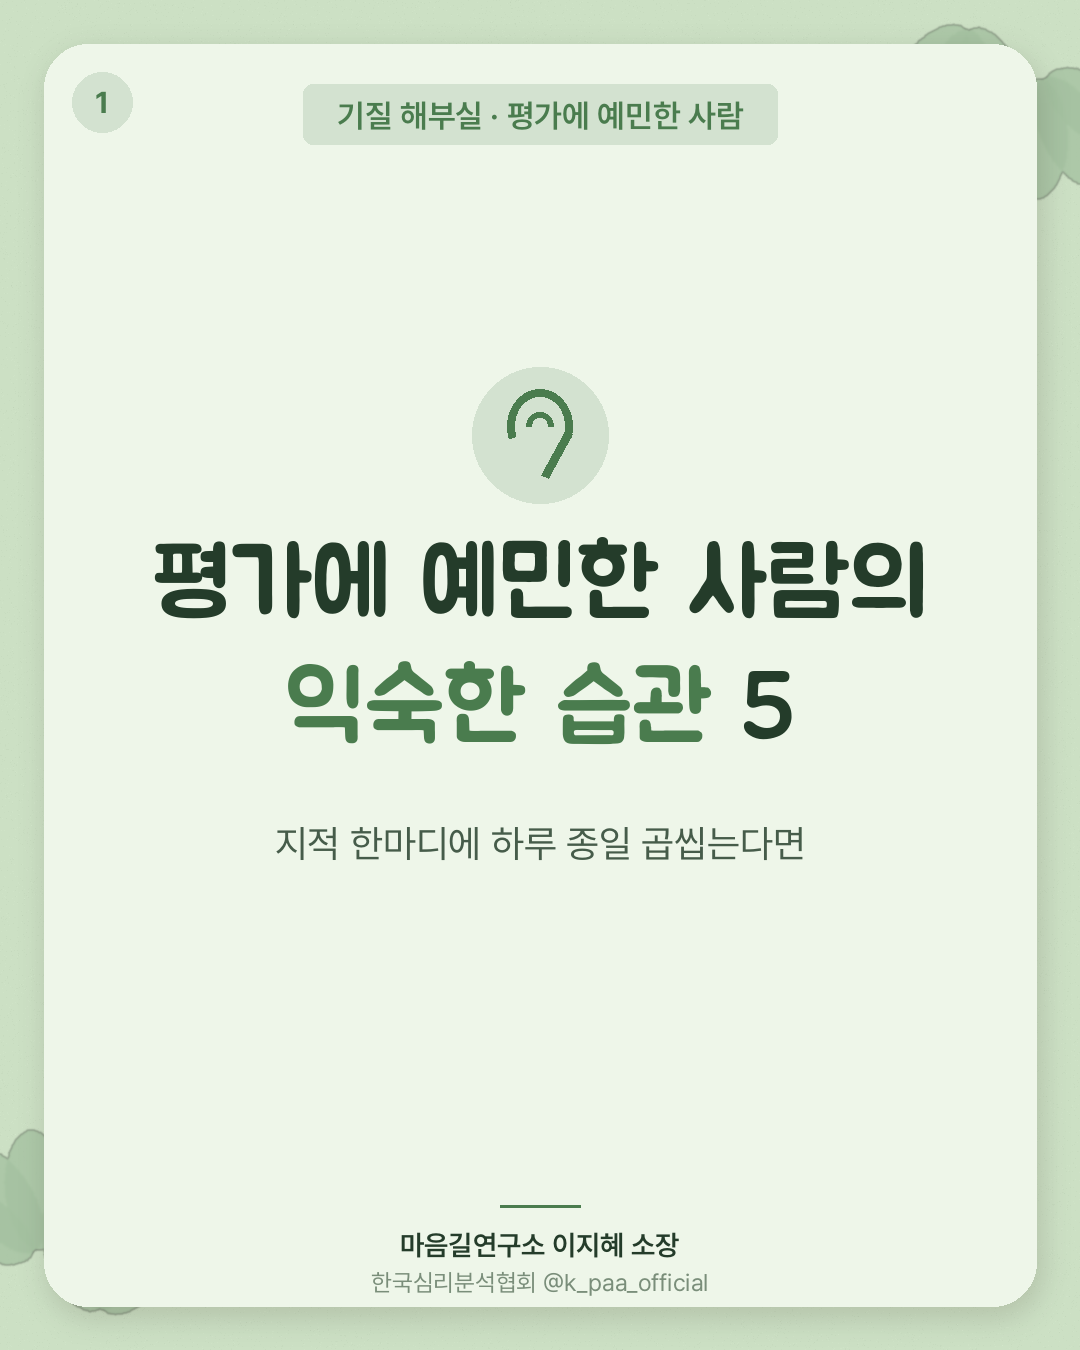 1
기질 해부실 · 평가에 예민한 사람
평가에 예민한 사람의
익숙한 습관 5
지적 한마디에 하루 종일 곱씹는다면
마음길연구소 이지혜 소장
한국심리분석협회 @k_paa_official